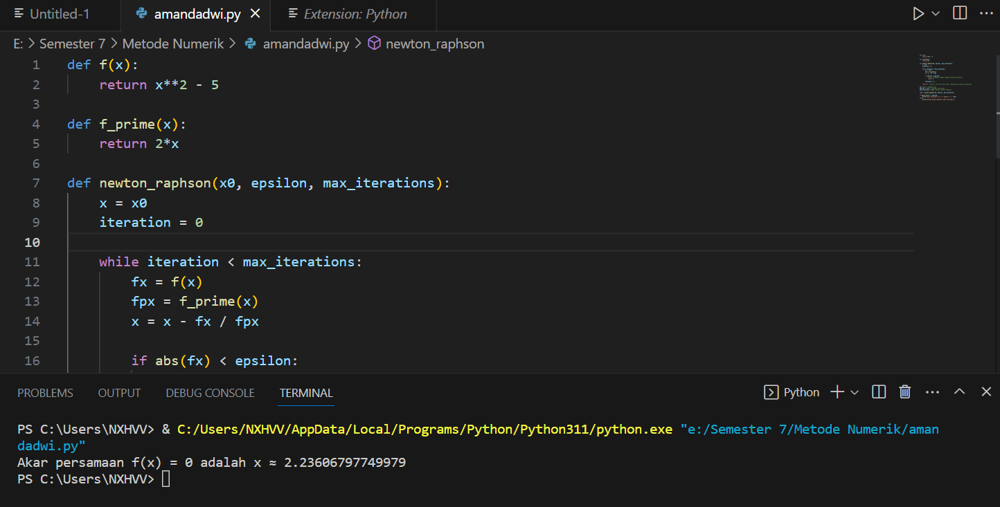 Untitled-1 amandadwi.py Extension: Python
E: > Semester 7 > Metode Numerik > amandadwi.py > newton_raphson
1 def f(x):
2 return x**2 - 5
3
4 def f_prime(x):
5 return 2*x
6
7 def newton_raphson(x0, epsilon, max_iterations):
8 x = x0
9 iteration = 0
10
11 while iteration < max_iterations:
12 fx = f(x)
13 fpx = f_prime(x)
14 x = x - fx / fpx
15
16 if abs(fx) < epsilon:
PROBLEMS OUTPUT DEBUG CONSOLE TERMINAL Python
PS C:\Users\NXHVV> & C:/Users/NXHVV/AppData/Local/Programs/Python/Python311/python.exe "e:/Semester 7/Metode Numerik/aman
dadwi.py"
Akar persamaan f(x) = 0 adalah x ≈ 2.23606797749979
PS C:\Users\NXHVV>